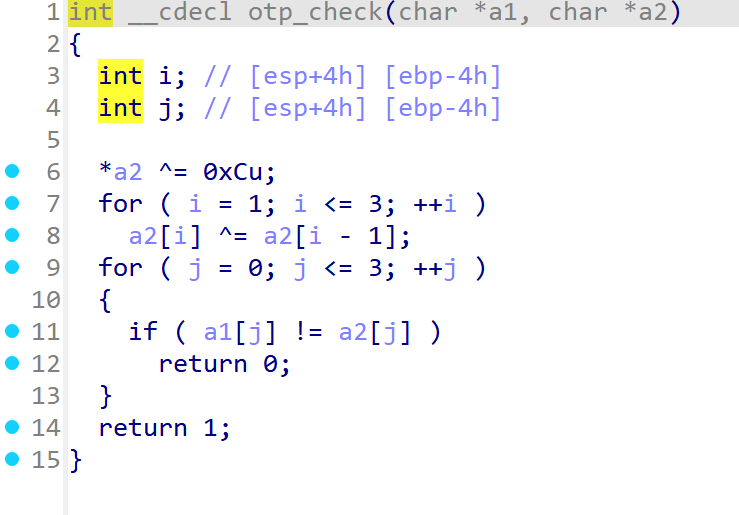 1 int __cdecl otp_check(char *a1, char *a2)
2 {
3   int i; // [esp+4h] [ebp-4h]
4   int j; // [esp+4h] [ebp-4h]
5
6   *a2 ^= 0xCu;
7   for ( i = 1; i <= 3; ++i )
8     a2[i] ^= a2[i - 1];
9   for ( j = 0; j <= 3; ++j )
10   {
11     if ( a1[j] != a2[j] )
12       return 0;
13   }
14   return 1;
15 }